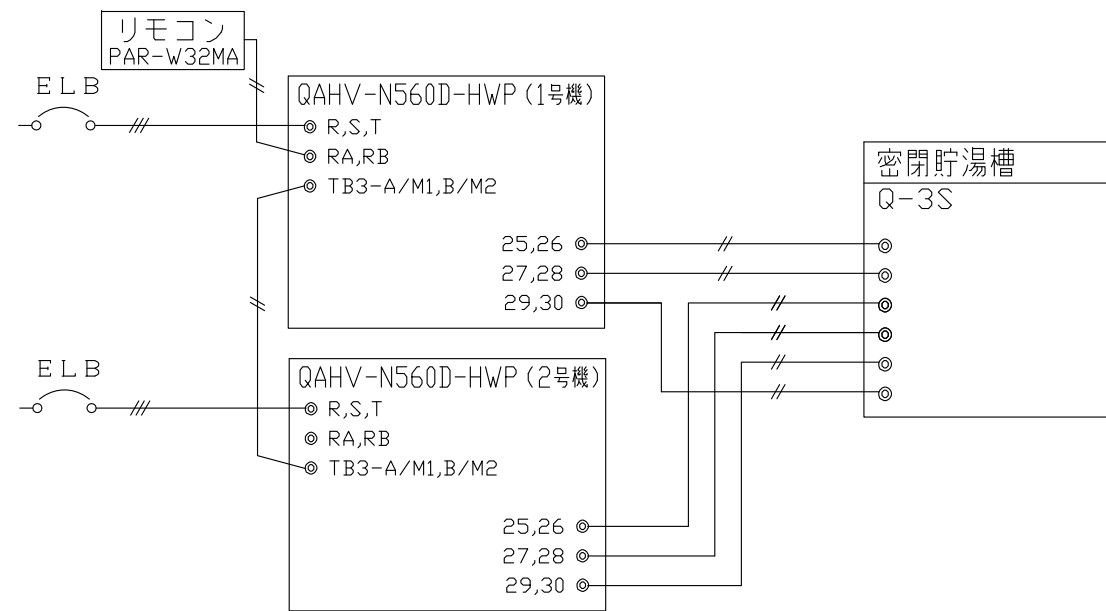 リモコン
PAR-W32MA
ELB
QAHV-N560D-HWP(1号機)
R,S,T
RA,RB
TB3-A/M1,B/M2
25,26
27,28
29,30
密閉貯湯槽
Q-3S
ELB
QAHV-N560D-HWP(2号機)
R,S,T
RA,RB
TB3-A/M1,B/M2
25,26
27,28
29,30